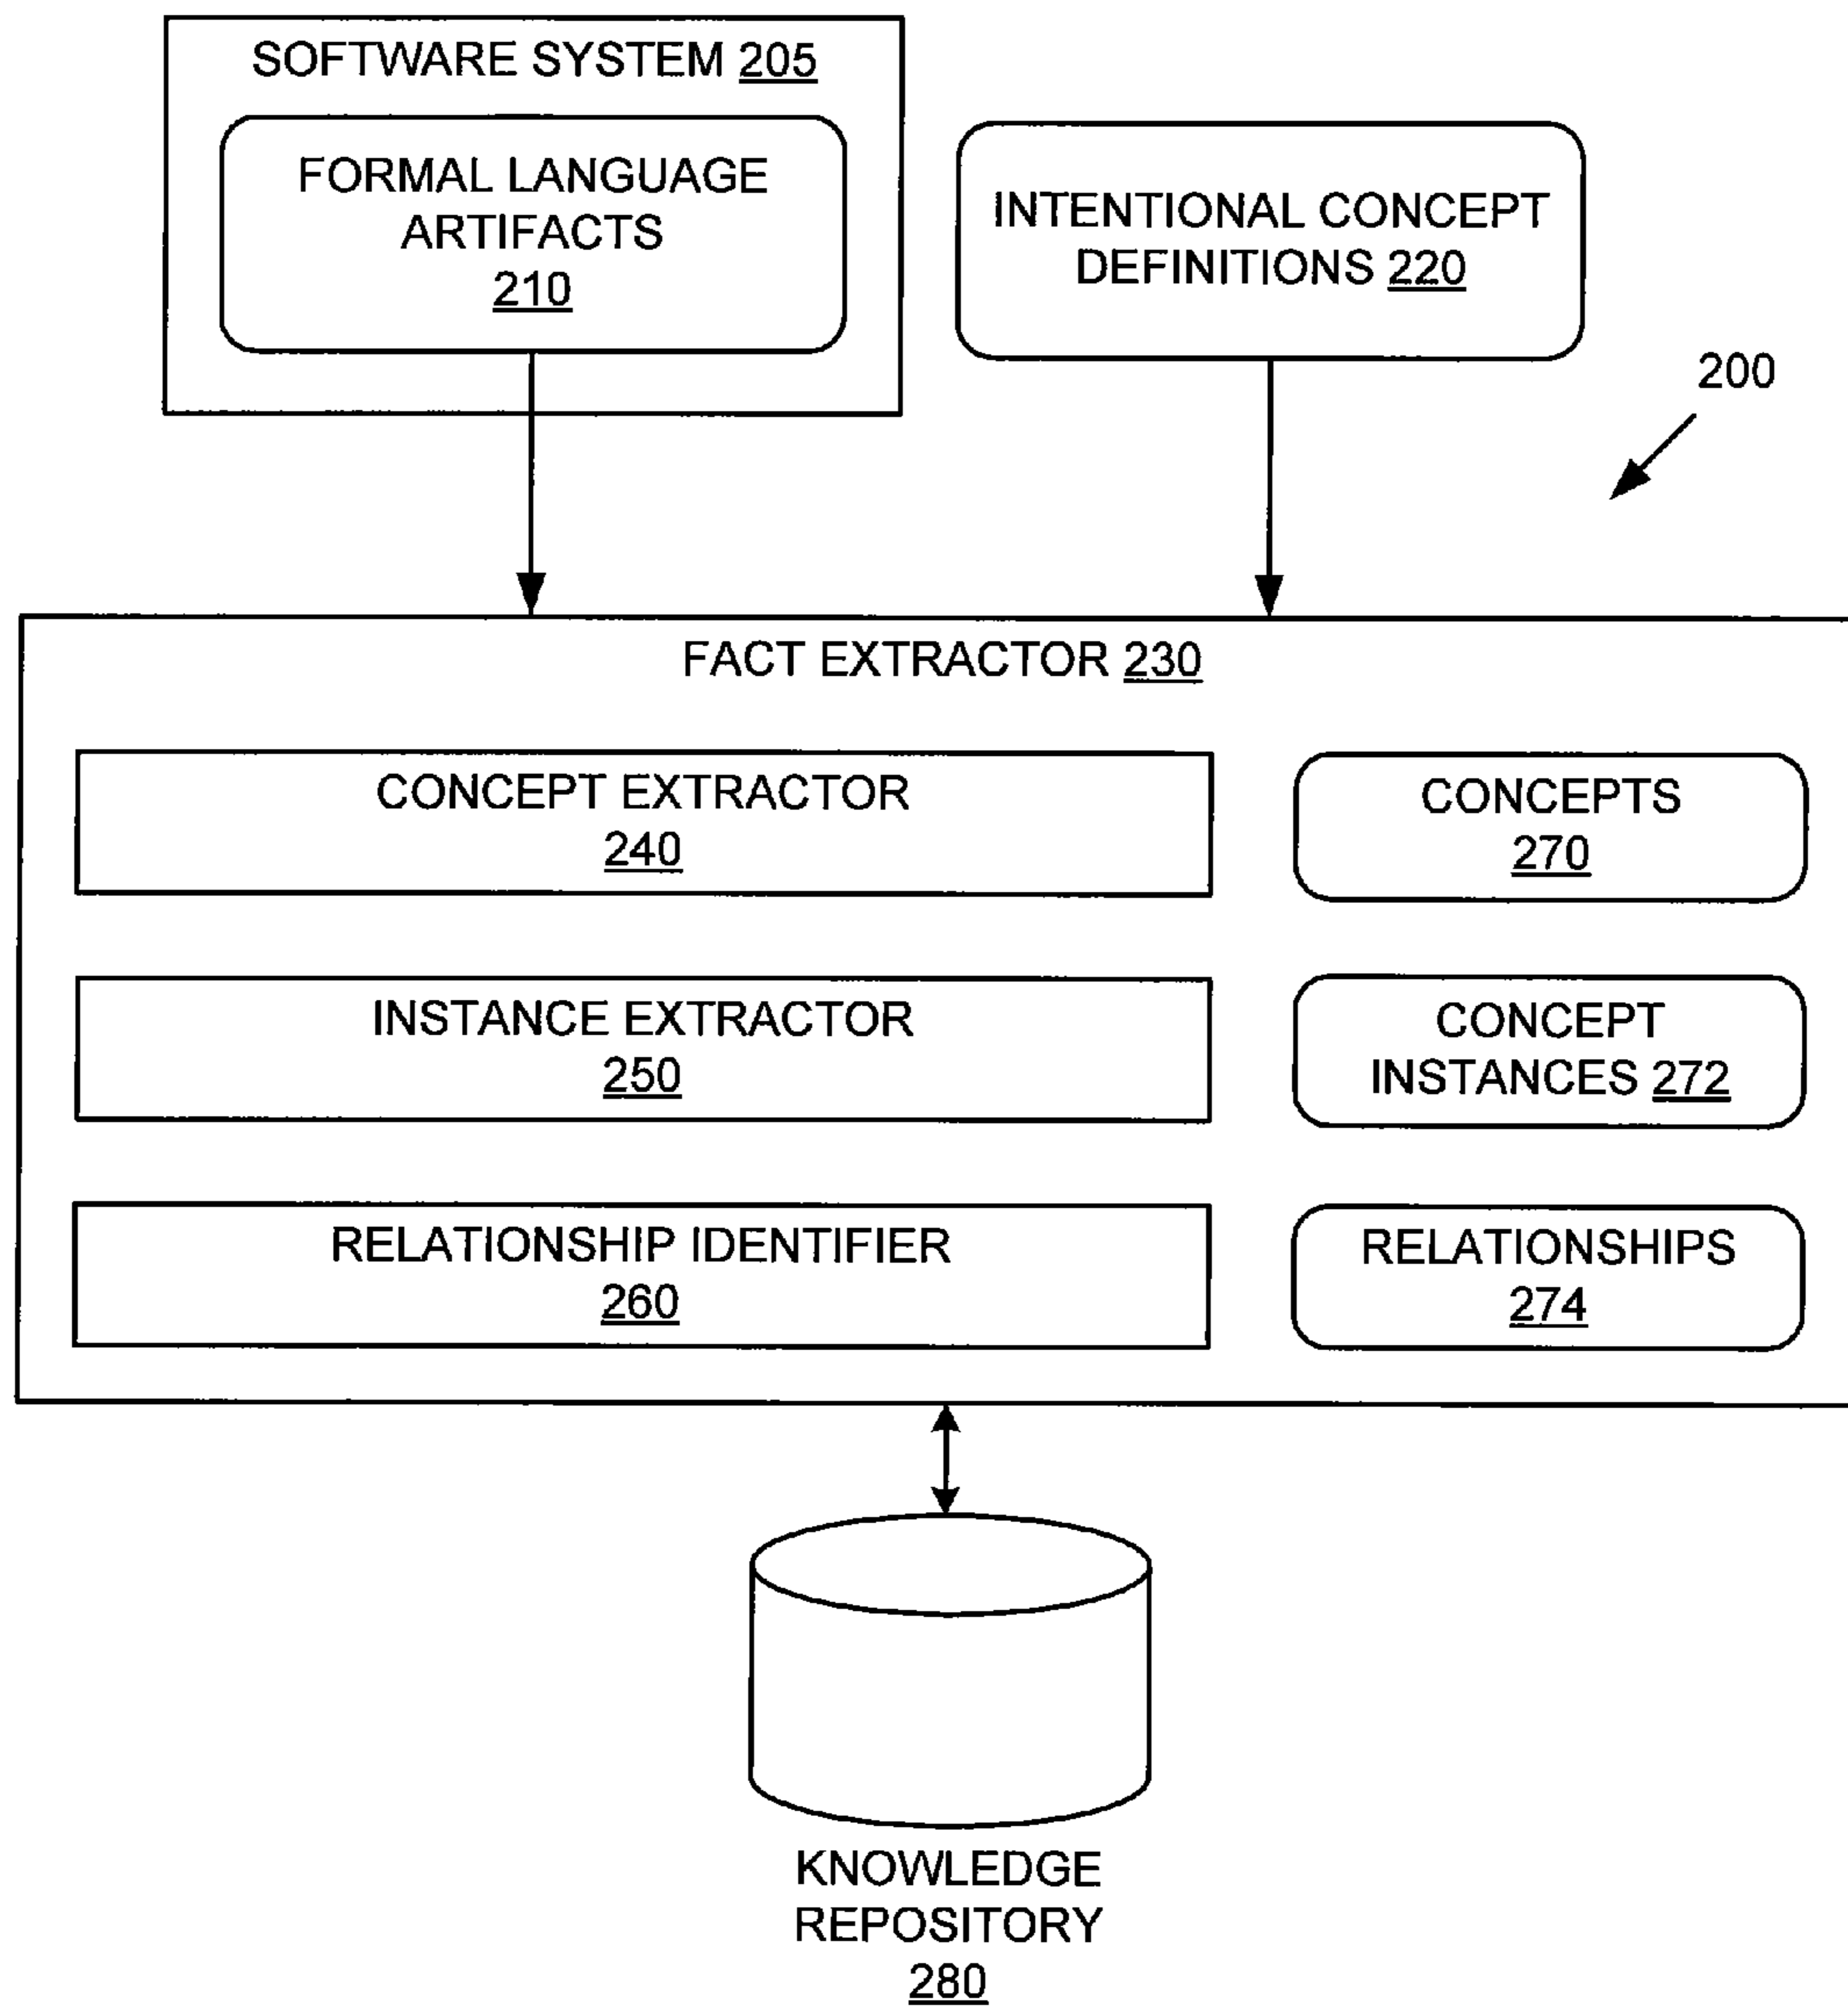 SOFTWARE SYSTEM 205
FORMAL LANGUAGE
ARTIFACTS
210
INTENTIONAL CONCEPT
DEFINITIONS 220
200
FACT EXTRACTOR 230
CONCEPT EXTRACTOR
240
CONCEPTS
270
INSTANCE EXTRACTOR
250
CONCEPT
INSTANCES 272
RELATIONSHIP IDENTIFIER
260
RELATIONSHIPS
274
KNOWLEDGE
REPOSITORY
280